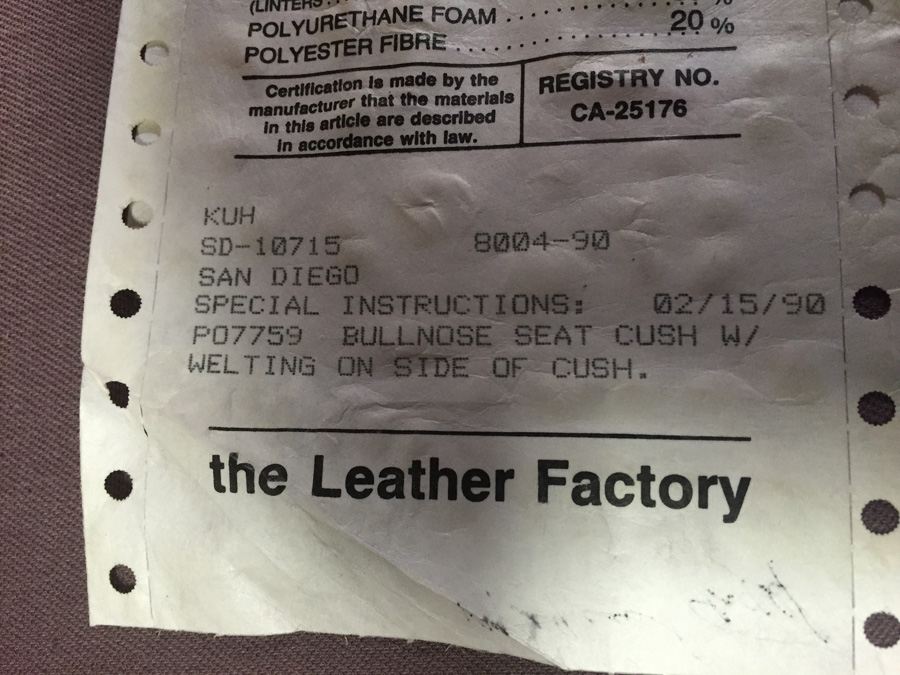 (LINTERS %
POLYURETHANE FOAM
POLYESTER FIBRE 20 %
Certification is made by the
manufacturer that the materials
in this article are described
in accordance with law.
REGISTRY NO.
CA-25176
KUH
SD-10715 8004-90
SAN DIEGO
SPECIAL INSTRUCTIONS: 02/15/90
PO7759 BULLNOSE SEAT CUSH W/
WELTING ON SIDE OF CUSH.
the Leather Factory